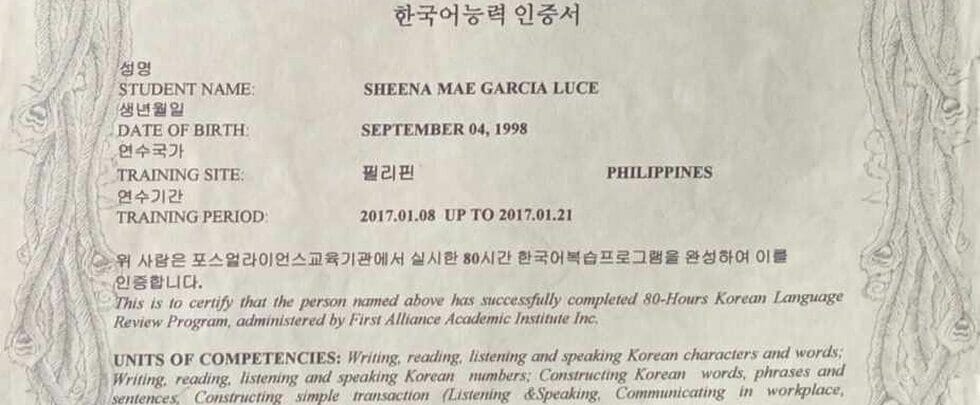 한국어능력 인증서
성명
STUDENT NAME: SHEENA MAE GARCIA LUCE
생년월일
DATE OF BIRTH: SEPTEMBER 04, 1998
연수국가
TRAINING SITE: 필리핀 PHILIPPINES
연수기간
TRAINING PERIOD: 2017.01.08 UP TO 2017.01.21
위 사람은 포스얼라이언스교육기관에서 실시한 80시간 한국어복습프로그램을 완성하여 이를
인증합니다.
This is to certify that the person named above has successfully completed 80-Hours Korean Language
Review Program, administered by First Alliance Academic Institute Inc.
UNITS OF COMPETENCIES: Writing, reading, listening and speaking Korean characters and words;
Writing, reading, listening and speaking Korean numbers; Constructing Korean words, phrases and
sentences, Constructing simple transaction (Listening &Speaking, Communicating in workplace,